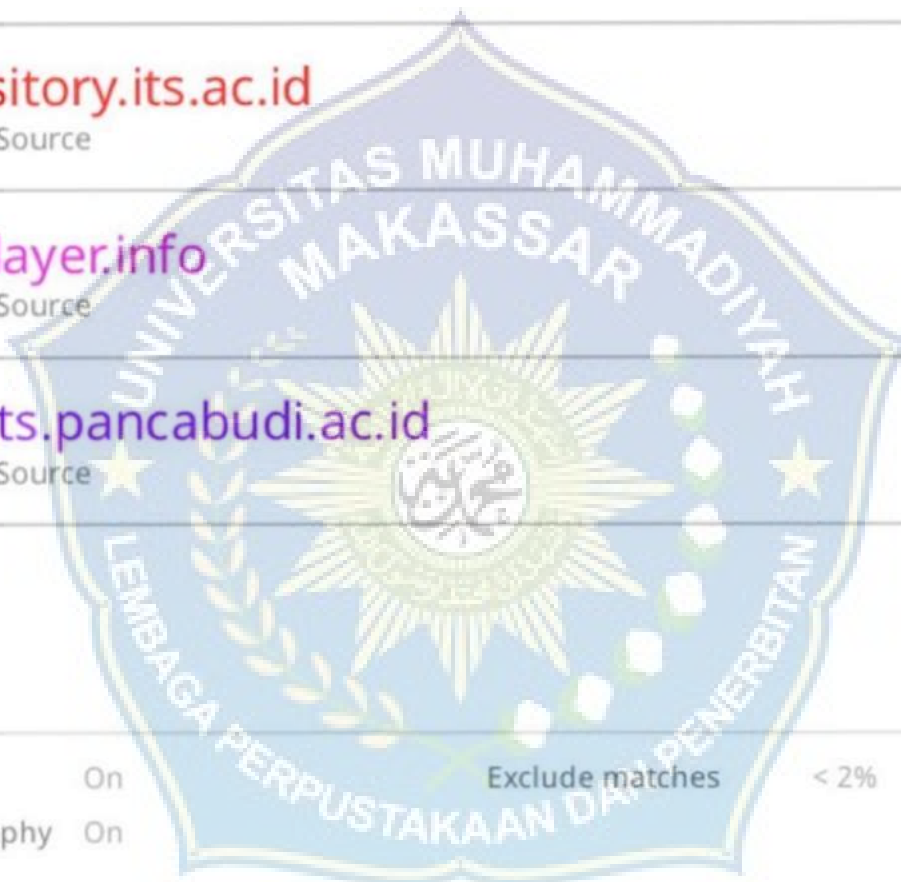 sitory.its.ac.id
Source
layer.info
Source
ts.pancabudi.ac.id
Source
On
Exclude matches < 2%
phy On
UNIVERSITAS MUHAMMADIYAH
MAKASSAR
LEMBAGA PERPUSTAKAAN DAN PENERBITAN